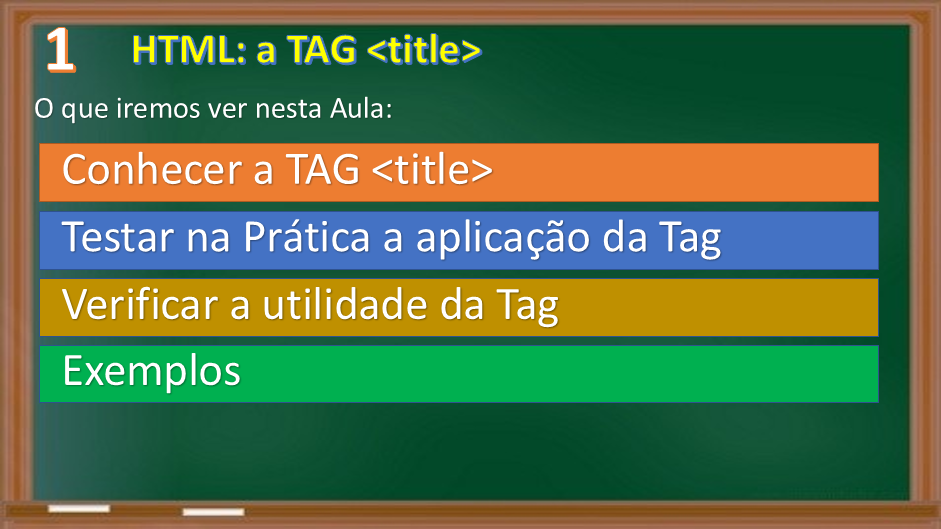 1
HTML: a TAG <title>
O que iremos ver nesta Aula:
Conhecer a TAG <title>
Testar na Prática a aplicação da Tag
Verificar a utilidade da Tag
Exemplos